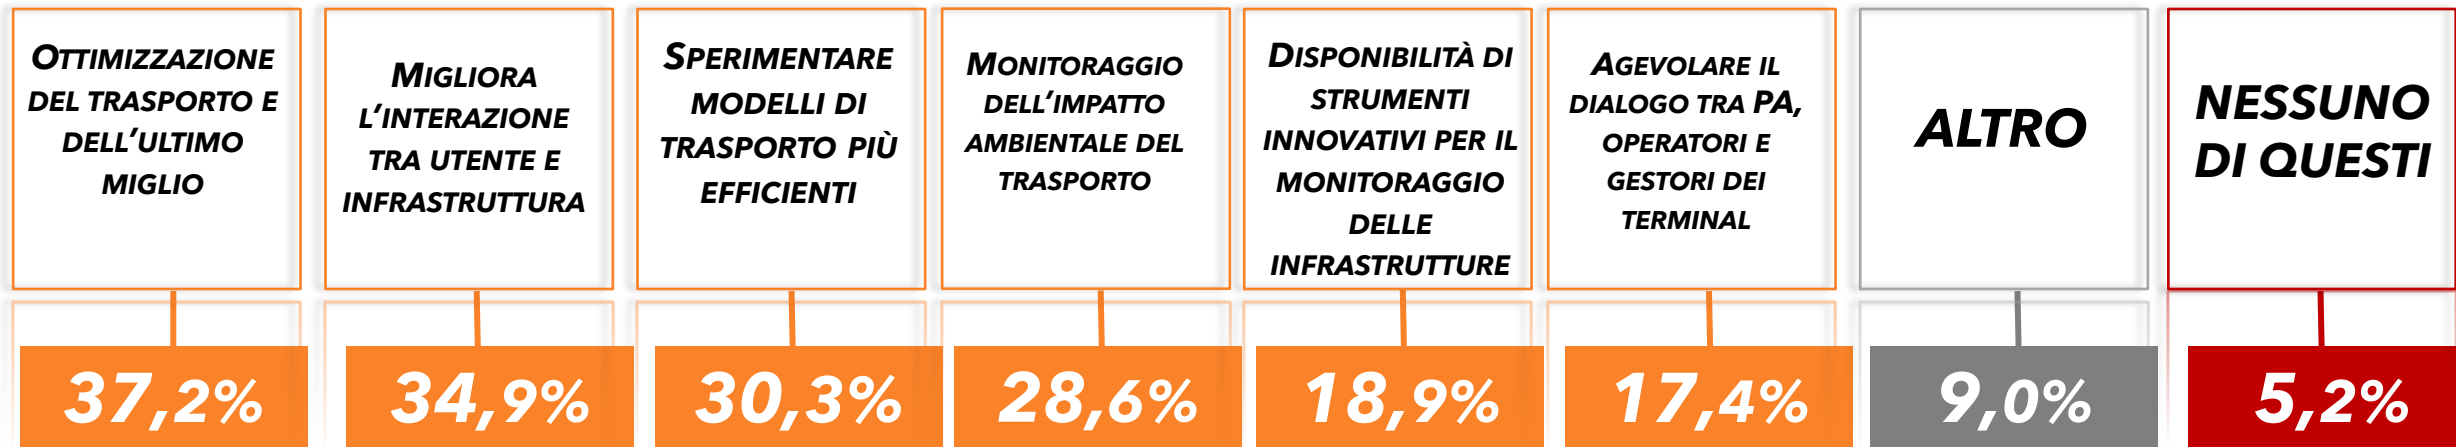 OTTIMIZZAZIONE
DEL TRASPORTO E
DELL'ULTIMO
MIGLIO
MIGLIORA
L'INTERAZIONE
TRA UTENTE E
INFRASTRUTTURA
SPERIMENTARE
MODELLI DI
TRASPORTO PIÙ
EFFICIENTI
MONITORAGGIO
DELL'IMPATTO
AMBIENTALE DEL
TRASPORTO
DISPONIBILITÀ DI
STRUMENTI
INNOVATIVI PER IL
MONITORAGGIO
DELLE
INFRASTRUTTURE
AGEVOLARE IL
DIALOGO TRA PA,
OPERATORI E
GESTORI DEI
TERMINAL
ALTRO
NESSUNO
DI QUESTI
37,2%
34,9%
30,3%
28,6%
18,9%
17,4%
9,0%
5,2%